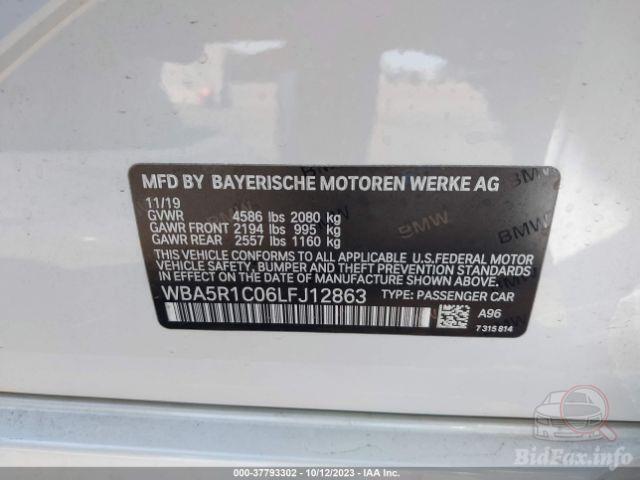 MFD BY BAYERISCHE MOTOREN WERKE AG
11/19
GVWR 4586 lbs 2080 kg
GAWR FRONT 2194 lbs 995 kg
GAWR REAR 2557 lbs 1160 kg
THIS VEHICLE CONFORMS TO ALL APPLICABLE U.S.FEDERAL MOTOR
VEHICLE SAFETY, BUMPER, AND THEFT PREVENTION STANDARDS
IN EFFECT ON THE DATE OF MANUFACTURE SHOWN ABOVE.
WBA5R1C06LFJ12863 TYPE: PASSENGER CAR
A96
7 315 814
BMW
BMW
BMW
BidFax.info
000-37793302 - 10/12/2023 - IAA Inc.